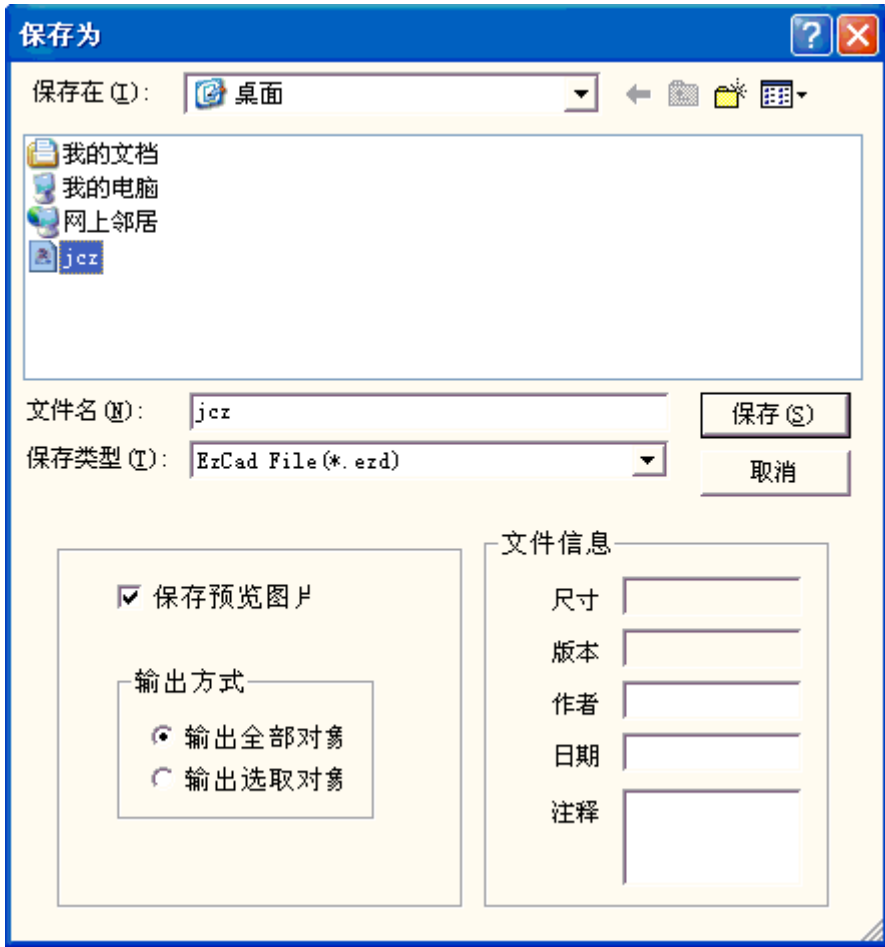 保存为
保存在(I):
桌面
我的文档
我的电脑
网上邻居
jcz
文件名(N):
jcz
保存(S)
保存类型(T):
EzCad File(*.ezd)
取消
保存预览图片
输出方式
输出全部对象
输出选取对象
文件信息
尺寸
版本
作者
日期
注释